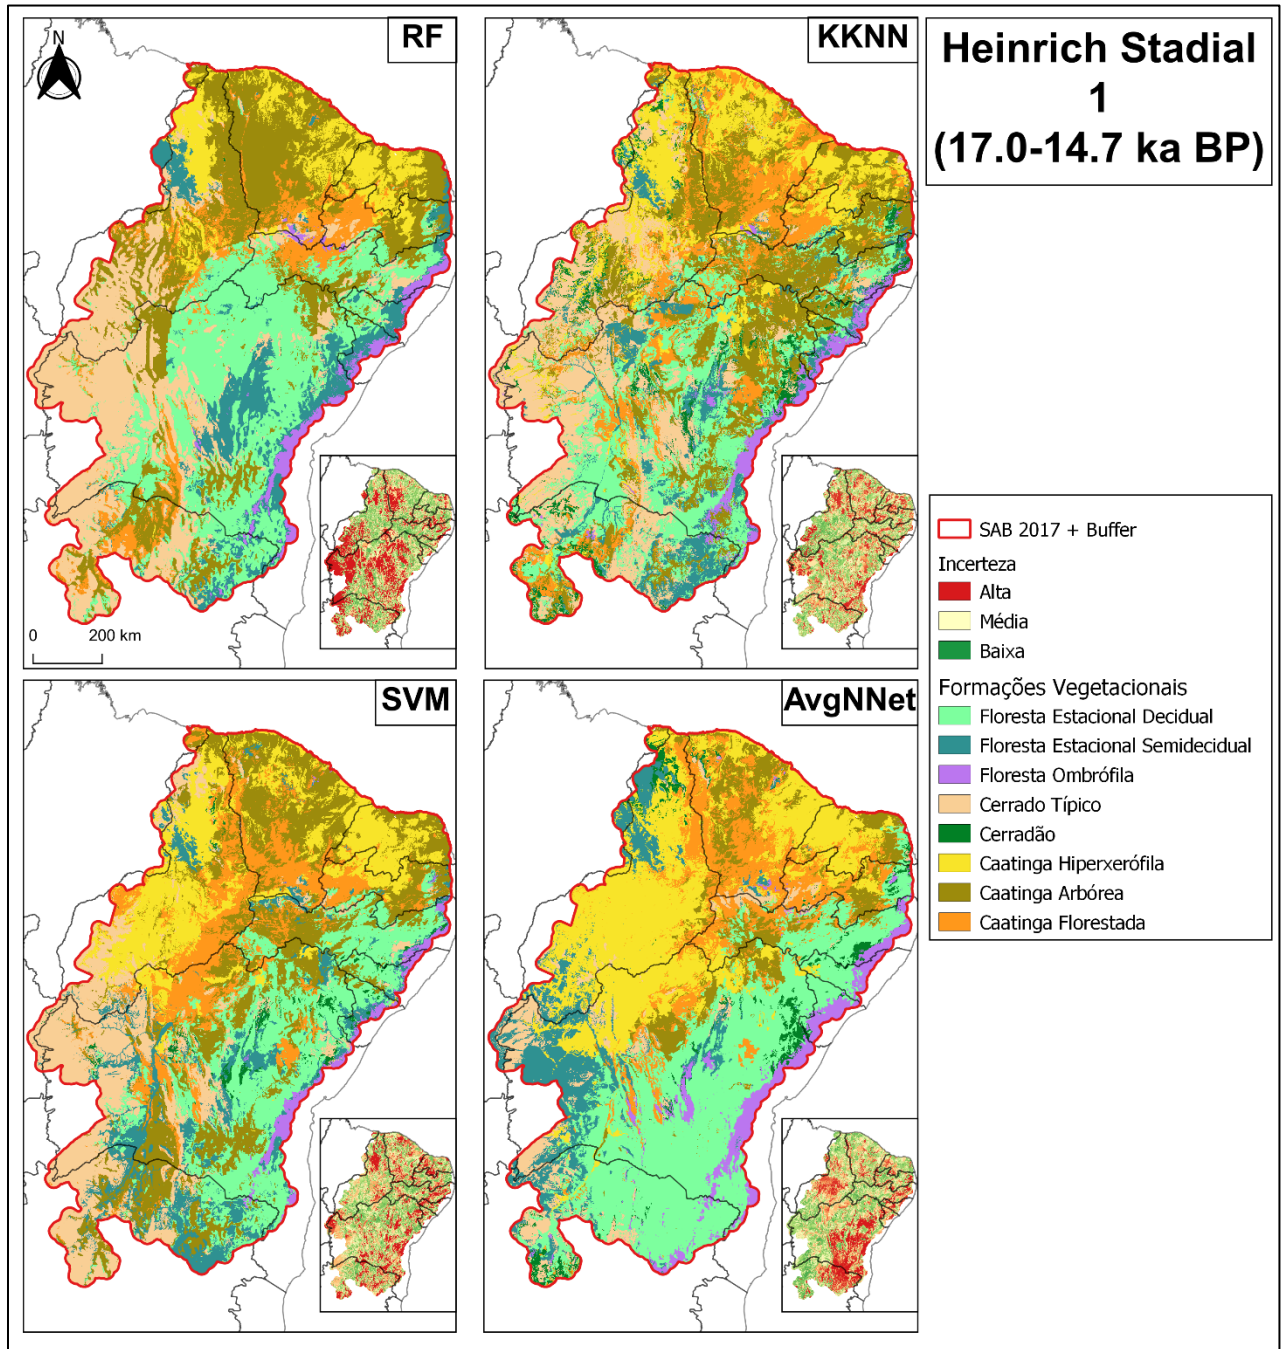 RF
KKNN
Heinrich Stadial
1
(17.0-14.7 ka BP)
N
0 200 km
SVM
AvgNNet
SAB 2017 + Buffer
Incerteza
Alta
Média
Baixa
Formações Vegetacionais
Floresta Estacional Decidual
Floresta Estacional Semidecidual
Floresta Ombrófila
Cerrado Típico
Cerradão
Caatinga Hiperxerófila
Caatinga Arbórea
Caatinga Florestada